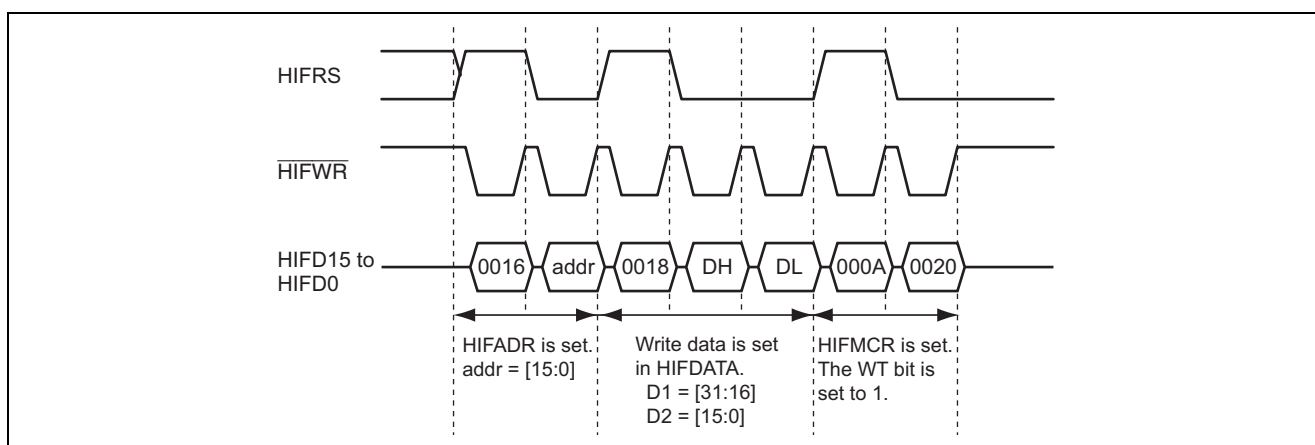 HIFRS
HIFWR
HIFD15 to
HIFD0
0016 addr 0018 DH DL 000A 0020
HIFADR is set.
addr = [15:0]
Write data is set
in HIFDATA.
D1 = [31:16]
D2 = [15:0]
HIFMCR is set.
The WT bit is
set to 1.